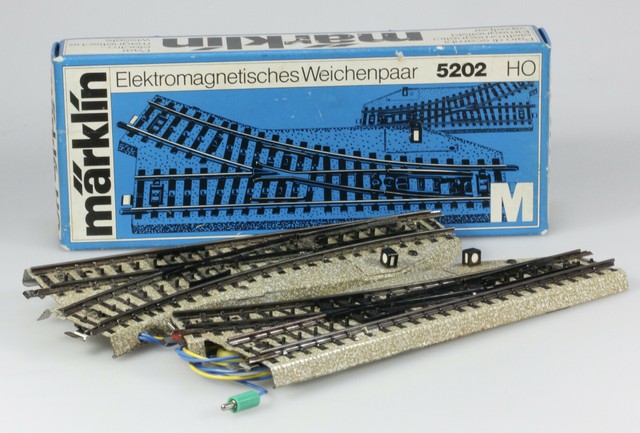 märklin
märklin
Elektromagnetisches Weichenpaar 5202 HO
M